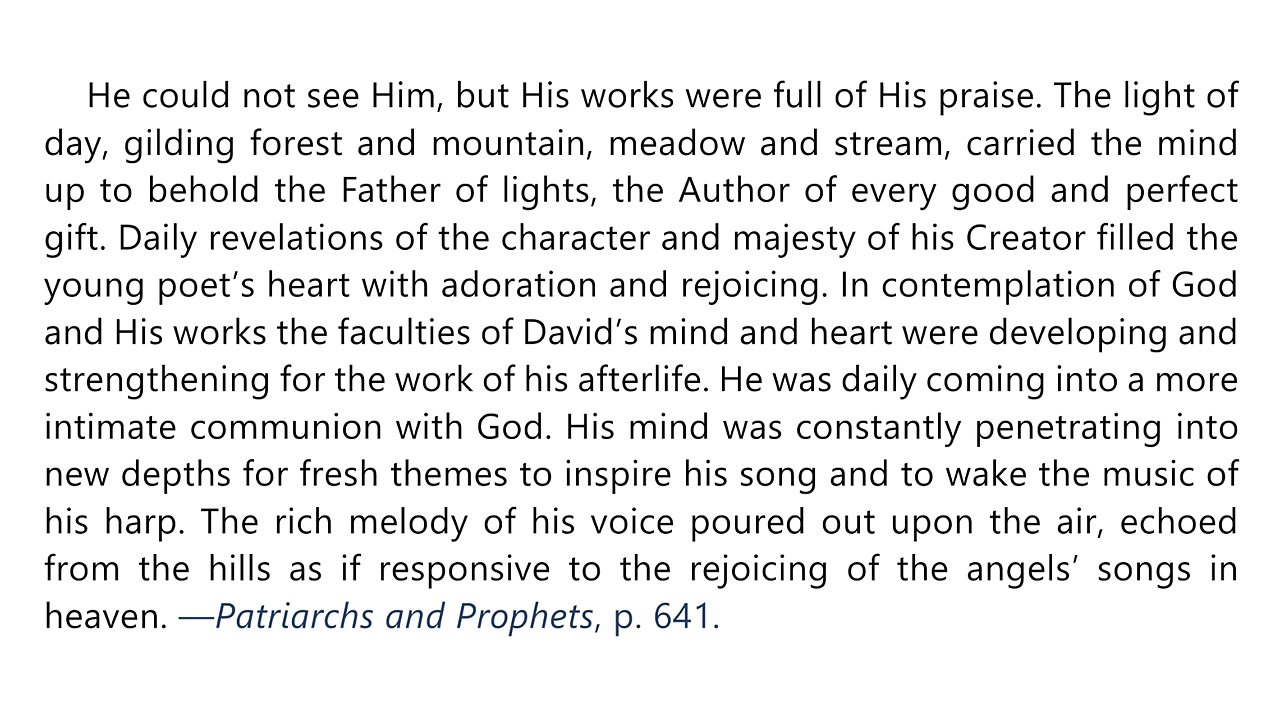 He could not see Him, but His works were full of His praise. The light of
day, gilding forest and mountain, meadow and stream, carried the mind
up to behold the Father of lights, the Author of every good and perfect
gift. Daily revelations of the character and majesty of his Creator filled the
young poet’s heart with adoration and rejoicing. In contemplation of God
and His works the faculties of David’s mind and heart were developing and
strengthening for the work of his afterlife. He was daily coming into a more
intimate communion with God. His mind was constantly penetrating into
new depths for fresh themes to inspire his song and to wake the music of
his harp. The rich melody of his voice poured out upon the air, echoed
from the hills as if responsive to the rejoicing of the angels’ songs in
heaven. —Patriarchs and Prophets, p. 641.